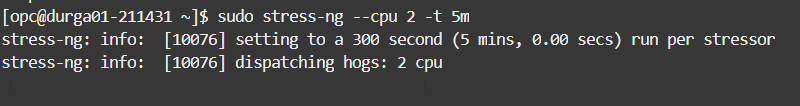 [opc@durga01-211431 ~]$ sudo stress-ng --cpu 2 -t 5m
stress-ng: info:  [10076] setting to a 300 second (5 mins, 0.00 secs) run per stressor
stress-ng: info:  [10076] dispatching hogs: 2 cpu